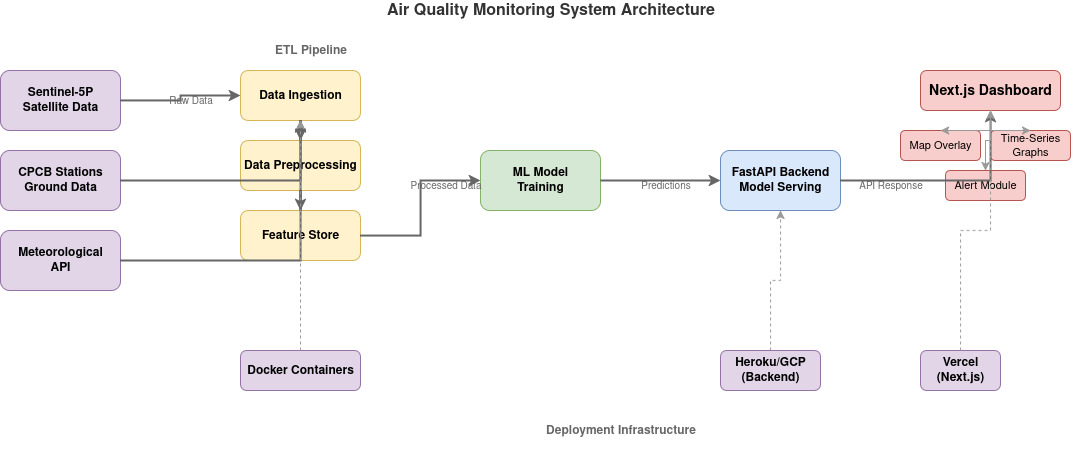 Air Quality Monitoring System Architecture
ETL Pipeline
Sentinel-5P
Satellite Data
Raw Data
Data Ingestion
CPCB Stations
Ground Data
Data Preprocessing
Meteorological
API
Feature Store
Processed Data
ML Model
Training
Predictions
FastAPI Backend
Model Serving
API Response
Next.js Dashboard
Map Overlay
Time-Series
Graphs
Alert Module
Docker Containers
Heroku/GCP
(Backend)
Vercel
(Next.js)
Deployment Infrastructure